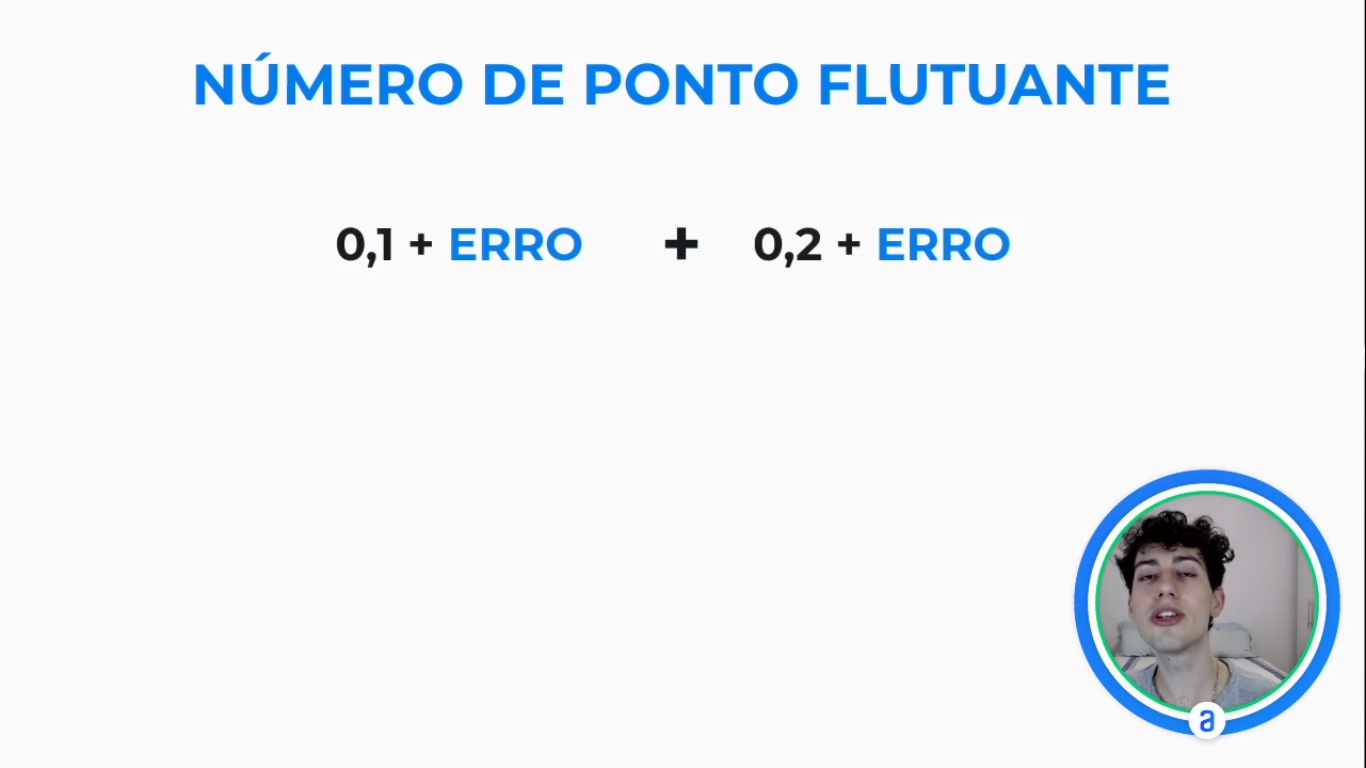 NÚMERO DE PONTO FLUTUANTE
0,1 + ERRO + 0,2 + ERRO
a